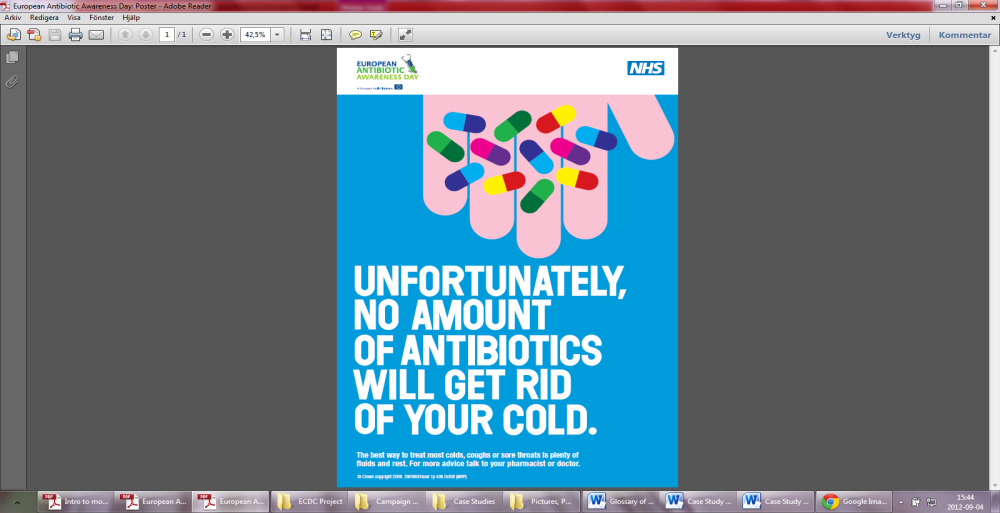 European Antibiotic Awareness Day: Poster - Adobe Reader
Arkiv Redigera Visa Fönster Hjälp
1 / 1 42,5% Verktyg Kommentar
EUROPEAN
ANTIBIOTIC
AWARENESS DAY
NHS
UNFORTUNATELY,
NO AMOUNT
OF ANTIBIOTICS
WILL GET RID
OF YOUR COLD.
The best way to treat most colds, coughs or sore throats is plenty of
fluids and rest. For more advice talk to your pharmacist or doctor.
© Crown copyright 2008.
Intro to mo... European A... European A... ECDC Project Campaign ... Case Studies Pictures, P... Glossary of ... Case Study ... Case Study ... Google Ima...
15:44
2012-09-04